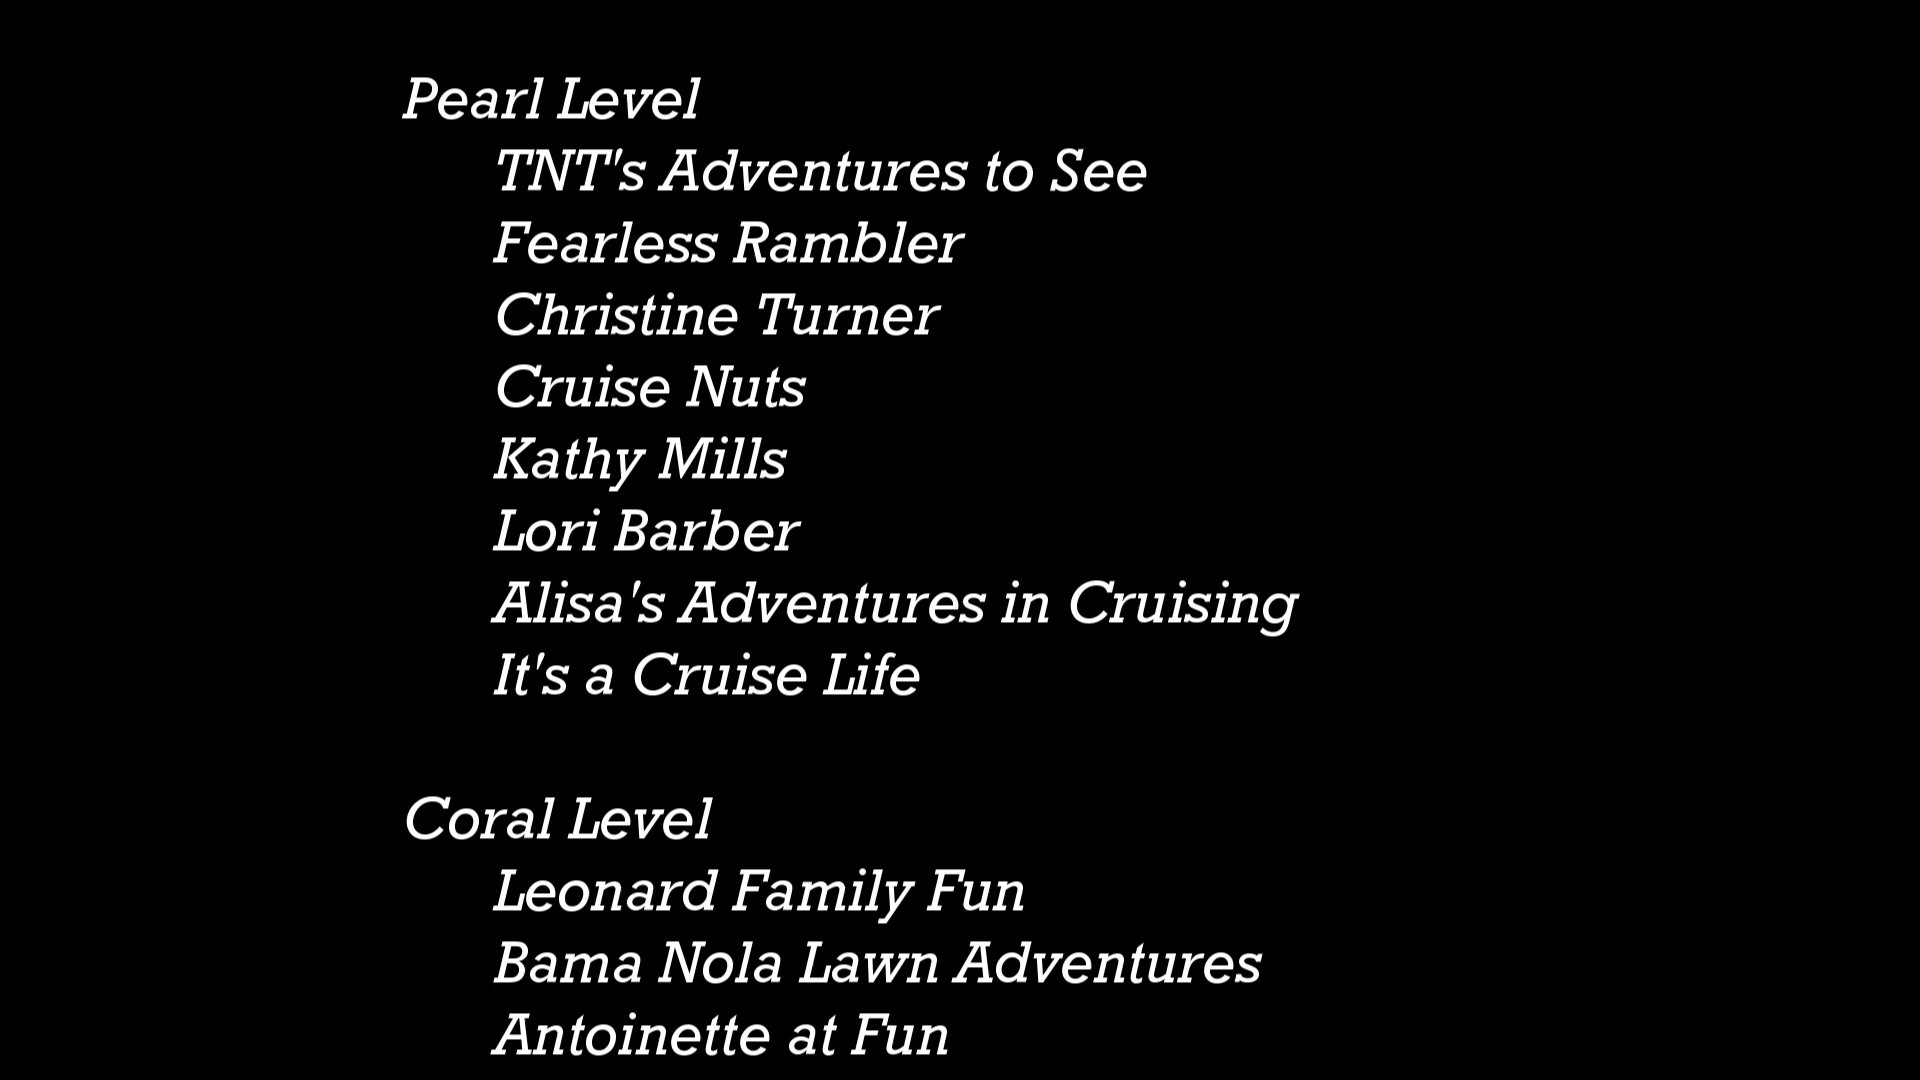 Pearl Level
TNT's Adventures to See
Fearless Rambler
Christine Turner
Cruise Nuts
Kathy Mills
Lori Barber
Alisa's Adventures in Cruising
It's a Cruise Life
Coral Level
Leonard Family Fun
Bama Nola Lawn Adventures
Antoinette at Fun